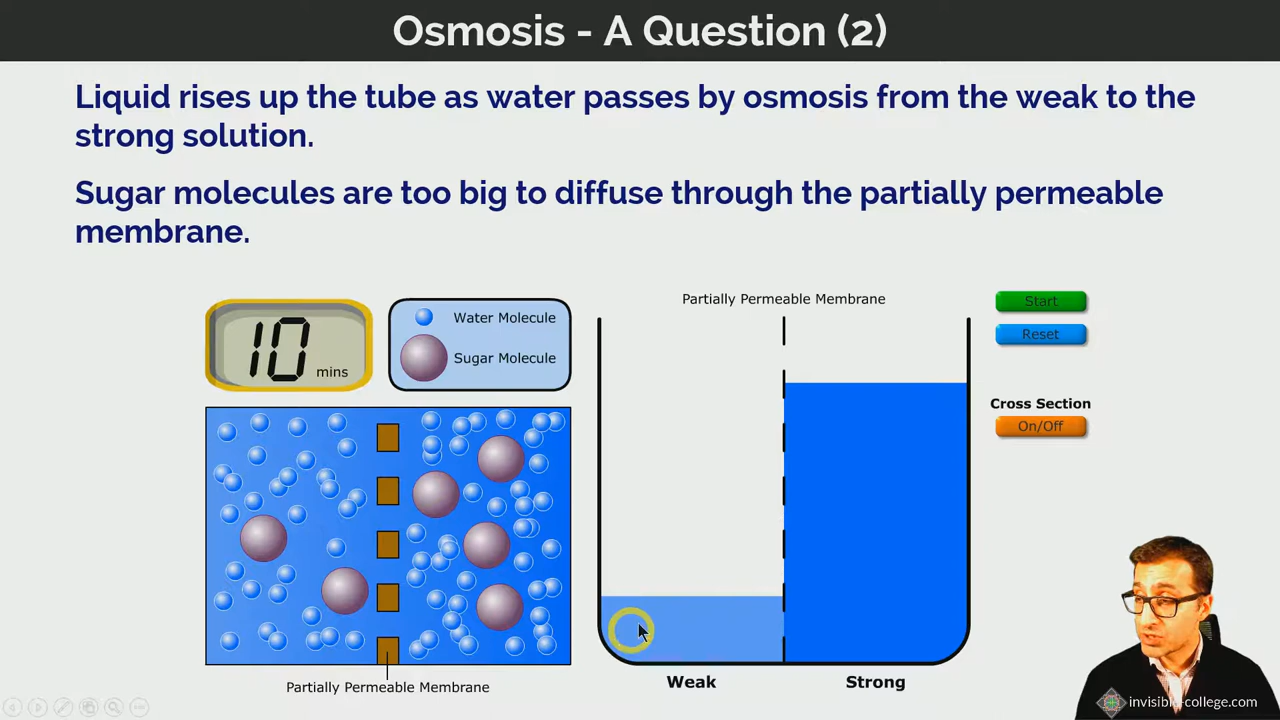 Osmosis - A Question (2)
Liquid rises up the tube as water passes by osmosis from the weak to the
strong solution.
Sugar molecules are too big to diffuse through the partially permeable
membrane.
10 mins
Water Molecule
Sugar Molecule
Partially Permeable Membrane
Start
Reset
Cross Section
On/Off
Partially Permeable Membrane
Weak
Strong
invisible-college.com